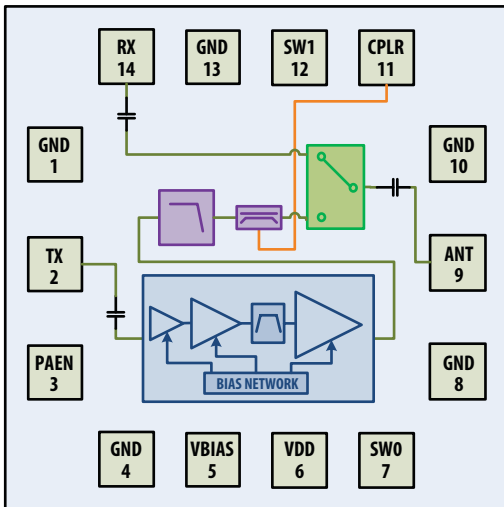 RX
14
GND
13
SW1
12
CPLR
11
GND
1
GND
10
TX
2
ANT
9
PAEN
3
GND
8
BIAS NETWORK
GND
4
VBIAS
5
VDD
6
SW0
7